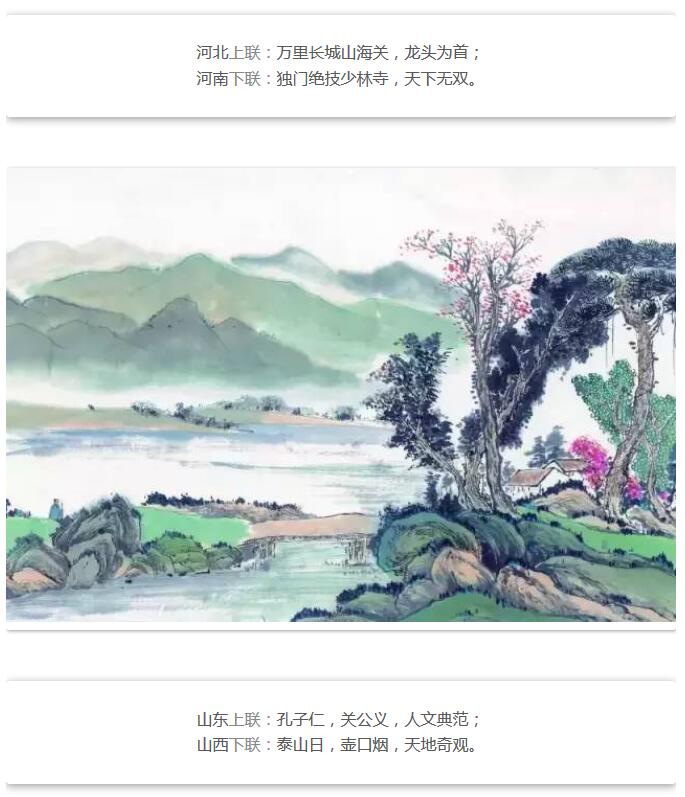 河北上联：万里长城山海关，龙头为首；
河南下联：独门绝技少林寺，天下无双。
山东上联：孔子仁，关公义，人文典范；
山西下联：泰山日，壶口烟，天地奇观。